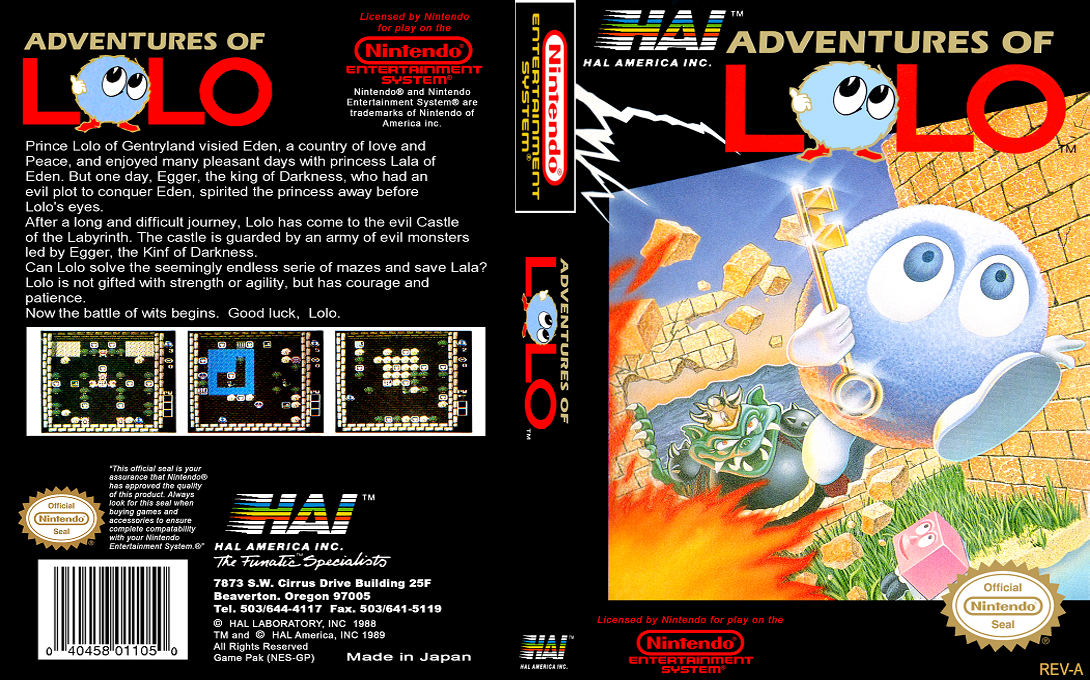 ADVENTURES OF
LOLO
Licensed by Nintendo
for play on the
Nintendo®
ENTERTAINMENT
SYSTEM®
Nintendo® and Nintendo
Entertainment System® are
trademarks of Nintendo of
America inc.
Prince Lolo of Gentryland visied Eden, a country of love and
Peace, and enjoyed many pleasant days with princess Lala of
Eden. But one day, Egger, the king of Darkness, who had an
evil plot to conquer Eden, spirited the princess away before
Lolo's eyes.
After a long and difficult journey, Lolo has come to the evil Castle
of the Labyrinth. The castle is guarded by an army of evil monsters
led by Egger, the Kinf of Darkness.
Can Lolo solve the seemingly endless serie of mazes and save Lala?
Lolo is not gifted with strength or agility, but has courage and
patience.
Now the battle of wits begins. Good luck, Lolo.
Official
Nintendo
Seal
®
"This official seal is your
assurance that Nintendo®
has approved the quality
of this product. Always
look for this seal when
buying games and
accessories to ensure
complete compatability
with your Nintendo
Entertainment System.®"
HAL™
HAL AMERICA INC.
The Funatic™ Specialists
7873 S.W. Cirrus Drive Building 25F
Beaverton. Oregon 97005
Tel. 503/644-4117 Fax. 503/641-5119
© HAL LABORATORY, INC 1988
TM and © HAL America, INC 1989
All Rights Reserved
Game Pak (NES-GP) Made in Japan
0 40458 01105 0
Nintendo®
ENTERTAINMENT
SYSTEM®
ADVENTURES OF
LOLO™
HAL™
HAL AMERICA INC.
HAL™
HAL AMERICA INC.
ADVENTURES OF
LOLO™
Licensed by Nintendo for play on the
Nintendo®
ENTERTAINMENT
SYSTEM®
Official
Nintendo
Seal
®
REV-A